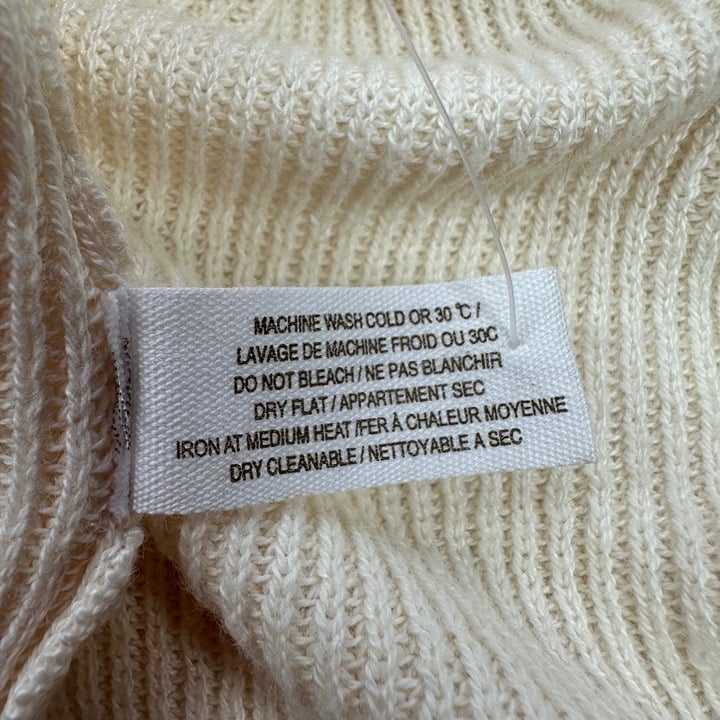 MACHINE WASH COLD OR 30 °C /
LAVAGE DE MACHINE FROID OU 30C
DO NOT BLEACH / NE PAS BLANCHIR
DRY FLAT / APPARTEMENT SEC
IRON AT MEDIUM HEAT /FER À CHALEUR MOYENNE
DRY CLEANABLE / NETTOYABLE A SEC